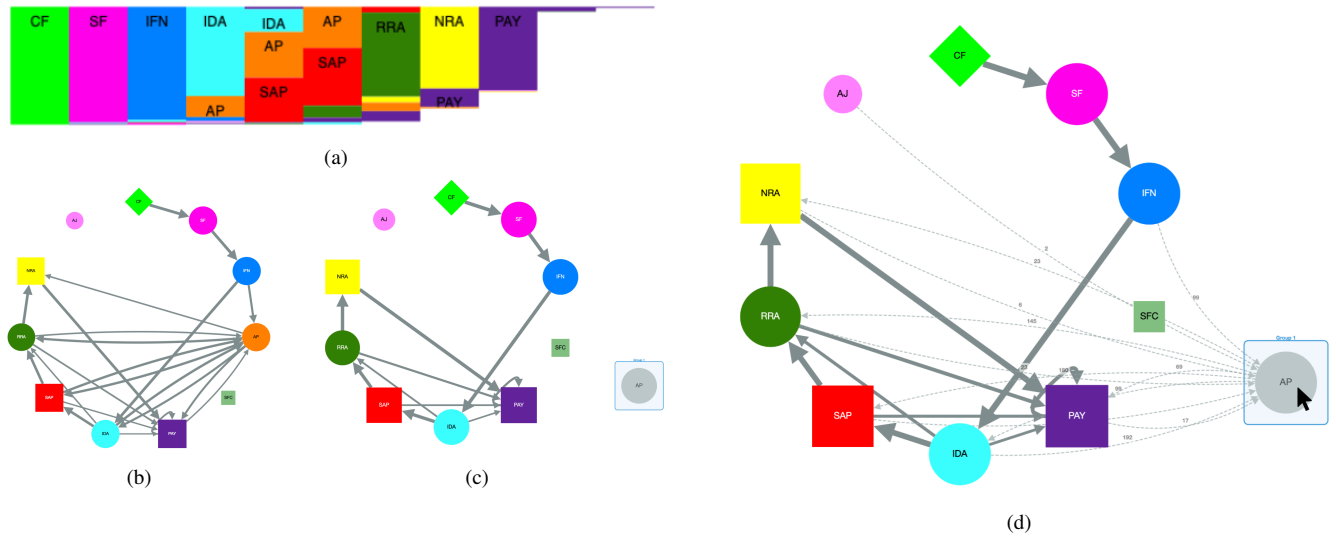 CF SF IFN IDA IDA AP RRA NRA PAY
AP
AP SAP
SAP PAY
(a)
CF
AJ SF
NRA IFN
RRA AP
SAP SFC
IDA PAY
(b)
CF
AJ SF
NRA IFN
RRA SFC
AP
SAP PAY
IDA
(c)
CF
AJ SF
NRA IFN
2
23
99
6
SFC
RRA 145
Group 1
69
AP
96
SAP PAY
17
192
IDA
(d)